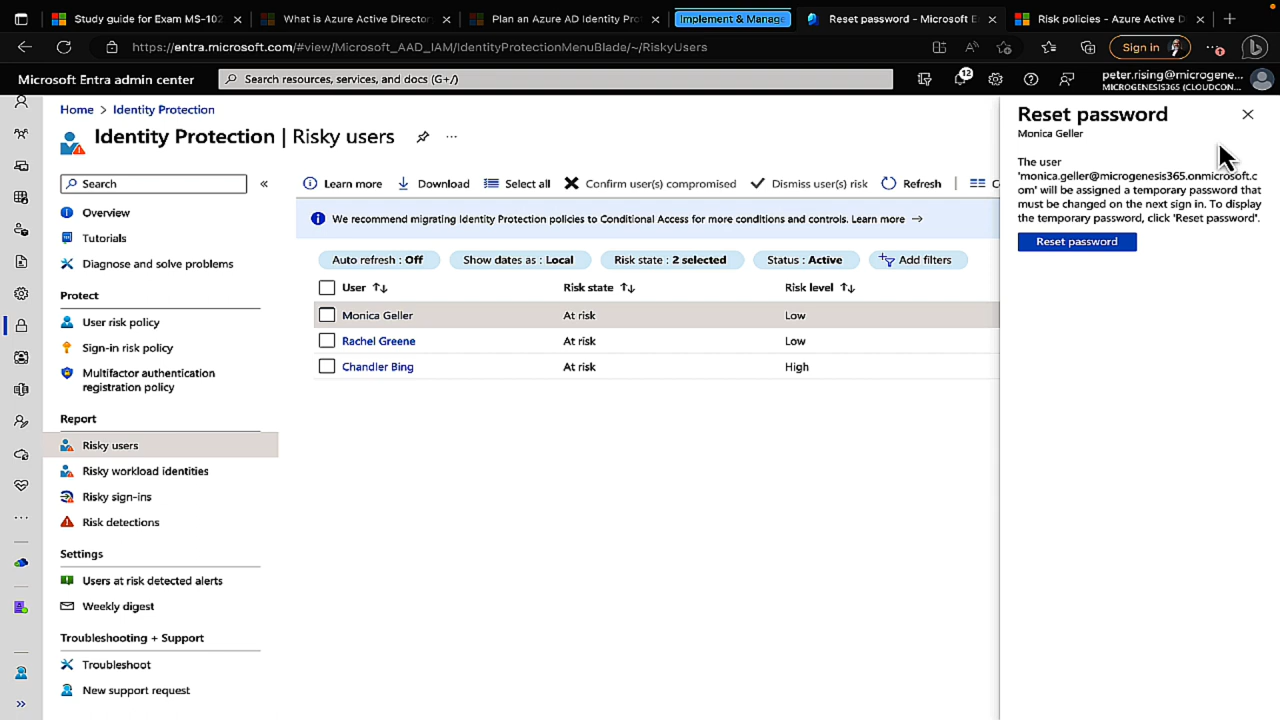 Study guide for Exam MS-102
What is Azure Active Director
Plan an Azure AD Identity Pro
Implement & Manage
Reset password - Microsoft E
Risk policies - Azure Active D
https://entra.microsoft.com/#view/Microsoft_AAD_IAM/IdentityProtectionMenuBlade/~/RiskyUsers
Sign in
Microsoft Entra admin center
Search resources, services, and docs (G+/)
12
peter.rising@microgene...
MICROGENESIS365 (CLOUDCON...
Home > Identity Protection
Identity Protection | Risky users
...
Search
«
Overview
Tutorials
Diagnose and solve problems
Protect
User risk policy
Sign-in risk policy
Multifactor authentication
registration policy
Report
Risky users
Risky workload identities
Risky sign-ins
Risk detections
Settings
Users at risk detected alerts
Weekly digest
Troubleshooting + Support
Troubleshoot
New support request
Learn more
Download
Select all
Confirm user(s) compromised
Dismiss user(s) risk
Refresh
We recommend migrating Identity Protection policies to Conditional Access for more conditions and controls. Learn more →
Auto refresh : Off
Show dates as : Local
Risk state : 2 selected
Status : Active
Add filters
User ↑↓ Risk state ↑↓ Risk level ↑↓
Monica Geller At risk Low
Rachel Greene At risk Low
Chandler Bing At risk High
Reset password
Monica Geller
The user
'monica.geller@microgenesis365.onmicrosoft.c
om' will be assigned a temporary password that
must be changed on the next sign in. To display
the temporary password, click 'Reset password'.
Reset password